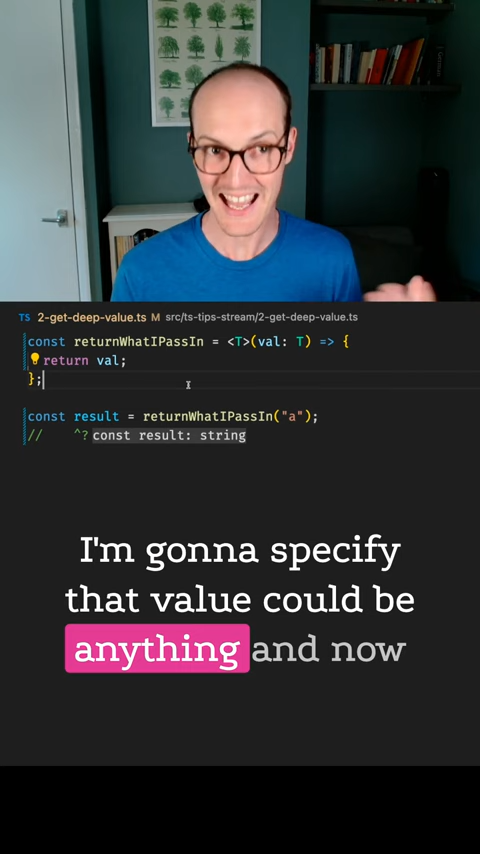 TS 2-get-deep-value.ts M src/ts-tips-stream/2-get-deep-value.ts
const returnWhatIPassIn = <T>(val: T) => {
return val;
};
const result = returnWhatIPassIn("a");
// ^? const result: string
I'm gonna specify
that value could be
anything and now